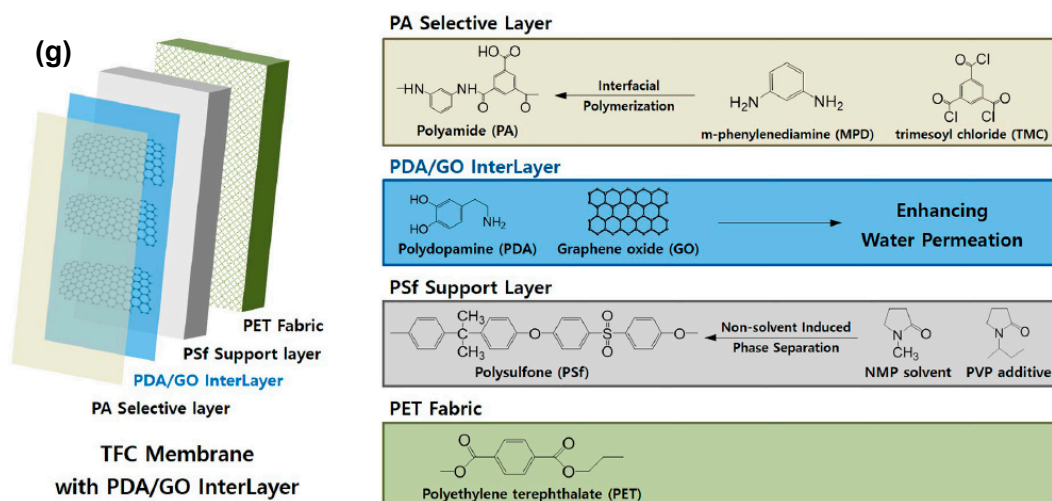 (g)
PET Fabric
PSf Support layer
PDA/GO InterLayer
PA Selective layer
TFC Membrane
with PDA/GO InterLayer
PA Selective Layer
HO
O
N
H
NH
O
O
Polyamide (PA)
Interfacial
Polymerization
H₂N
NH₂
m-phenylenediamine (MPD)
O
Cl
O
Cl
Cl
O
trimesoyl chloride (TMC)
PDA/GO InterLayer
HO
HO
NH₂
Polydopamine (PDA)
Graphene oxide (GO)
Enhancing
Water Permeation
PSf Support Layer
CH₃
C
CH₃
O
O
S
O
O
Polysulfone (PSf)
Non-solvent Induced
Phase Separation
N
O
CH₃
NMP solvent
N
O
PVP additive
PET Fabric
O
O
O
O
Polyethylene terephthalate (PET)